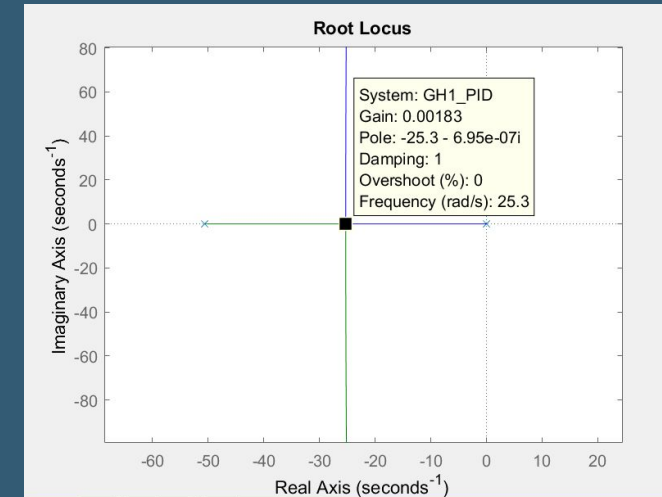 Root Locus
80
60
40
20
0
-20
-40
-60
-80
Imaginary Axis (seconds⁻¹)
System: GH1_PID
Gain: 0.00183
Pole: -25.3 - 6.95e-07i
Damping: 1
Overshoot (%): 0
Frequency (rad/s): 25.3
-60 -50 -40 -30 -20 -10 0 10 20
Real Axis (seconds⁻¹)